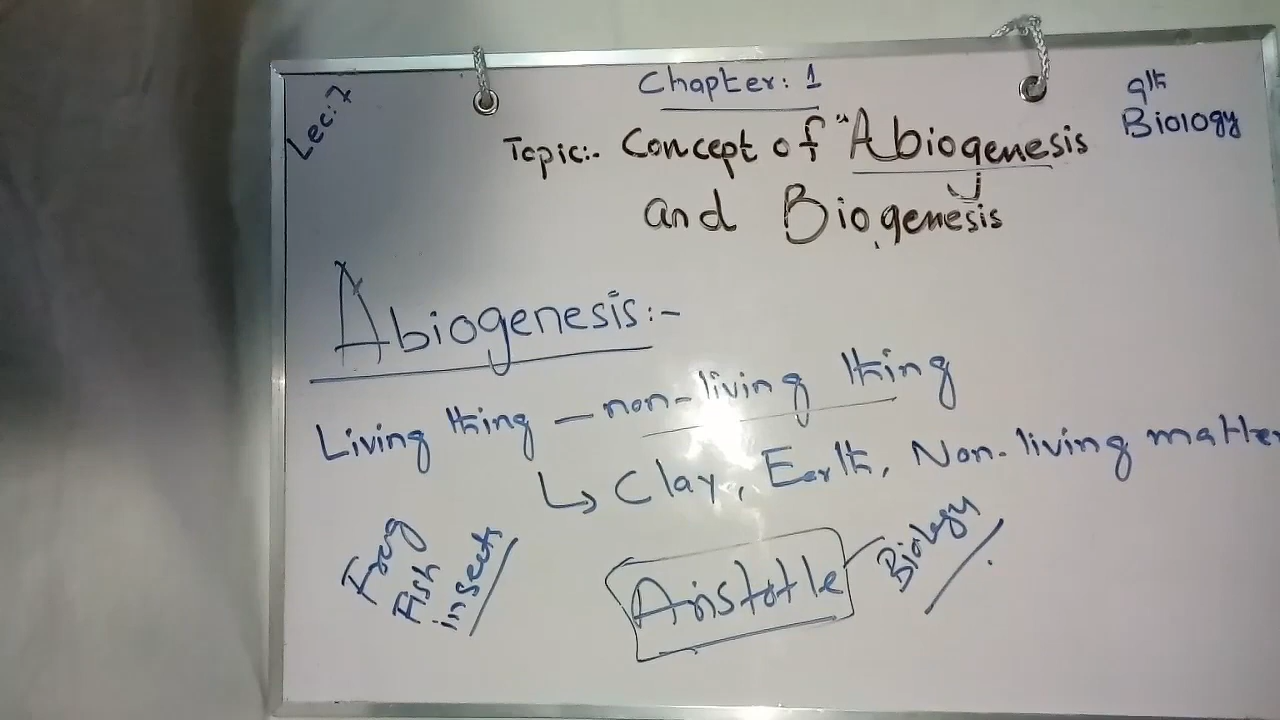 Lec:7
Chapter: 1
9th
Biology
Topic:- Concept of "Abiogenesis
and Biogenesis
Abiogenesis:-
Living thing – non-living thing
↳ Clay, Earth, Non-living matter
Frog
Fish
insects
Aristotle
Biology